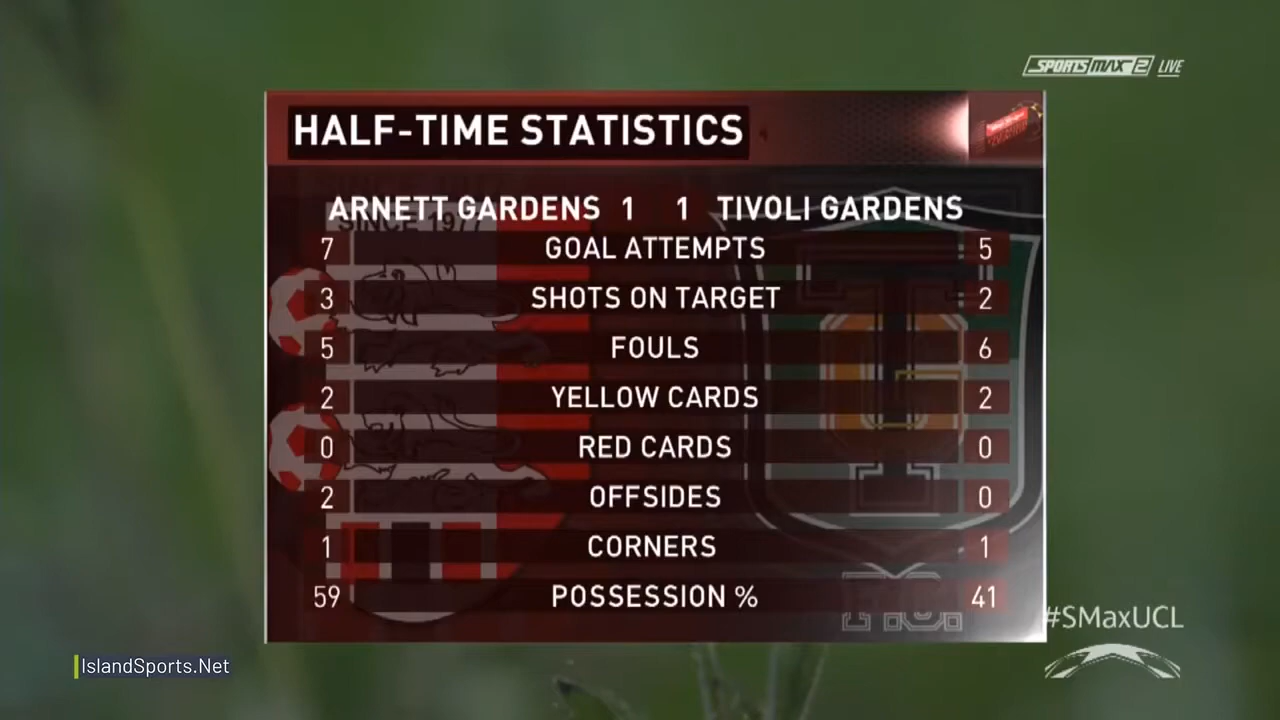 SPORTSMAX 2 LIVE
HALF-TIME STATISTICS
ARNETT GARDENS 1 1 TIVOLI GARDENS
SINCE 1977
7 GOAL ATTEMPTS 5
3 SHOTS ON TARGET 2
5 FOULS 6
2 YELLOW CARDS 2
0 RED CARDS 0
2 OFFSIDES 0
1 CORNERS 1
59 POSSESSION % 41
#SMaxUCL
IslandSports.Net